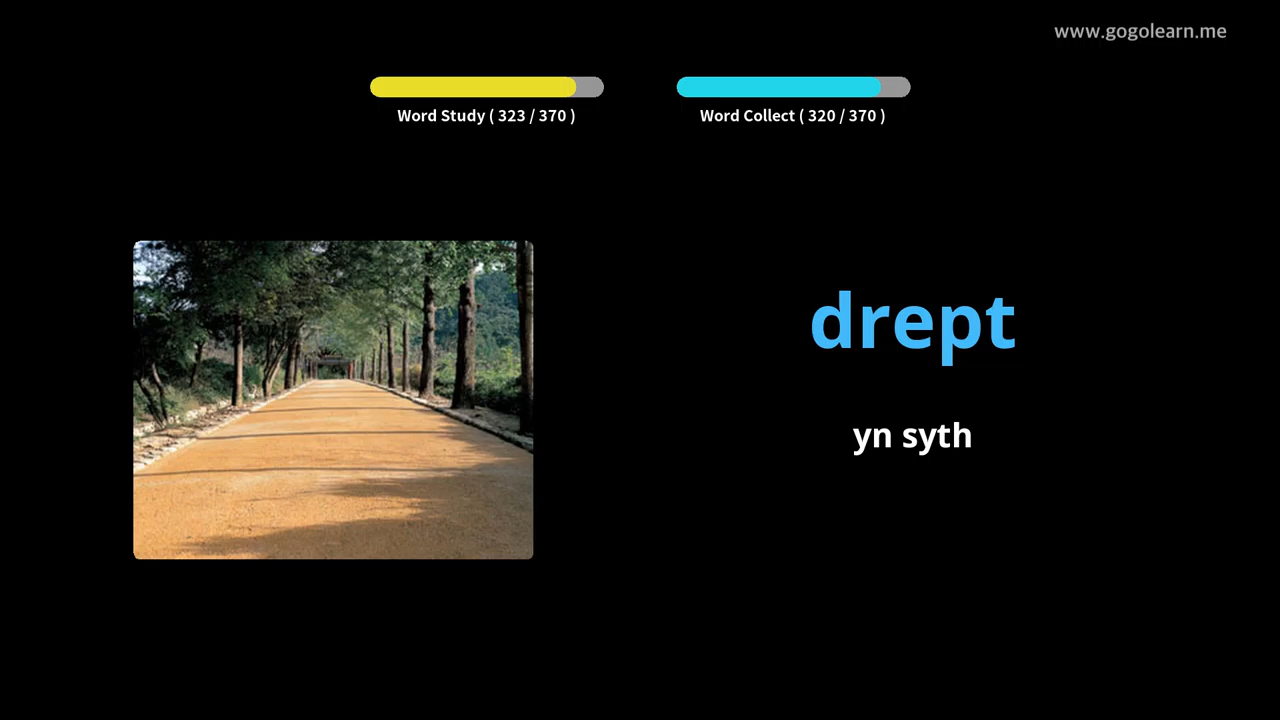 www.gogolearn.me
Word Study ( 323 / 370 )
Word Collect ( 320 / 370 )
drept
yn syth